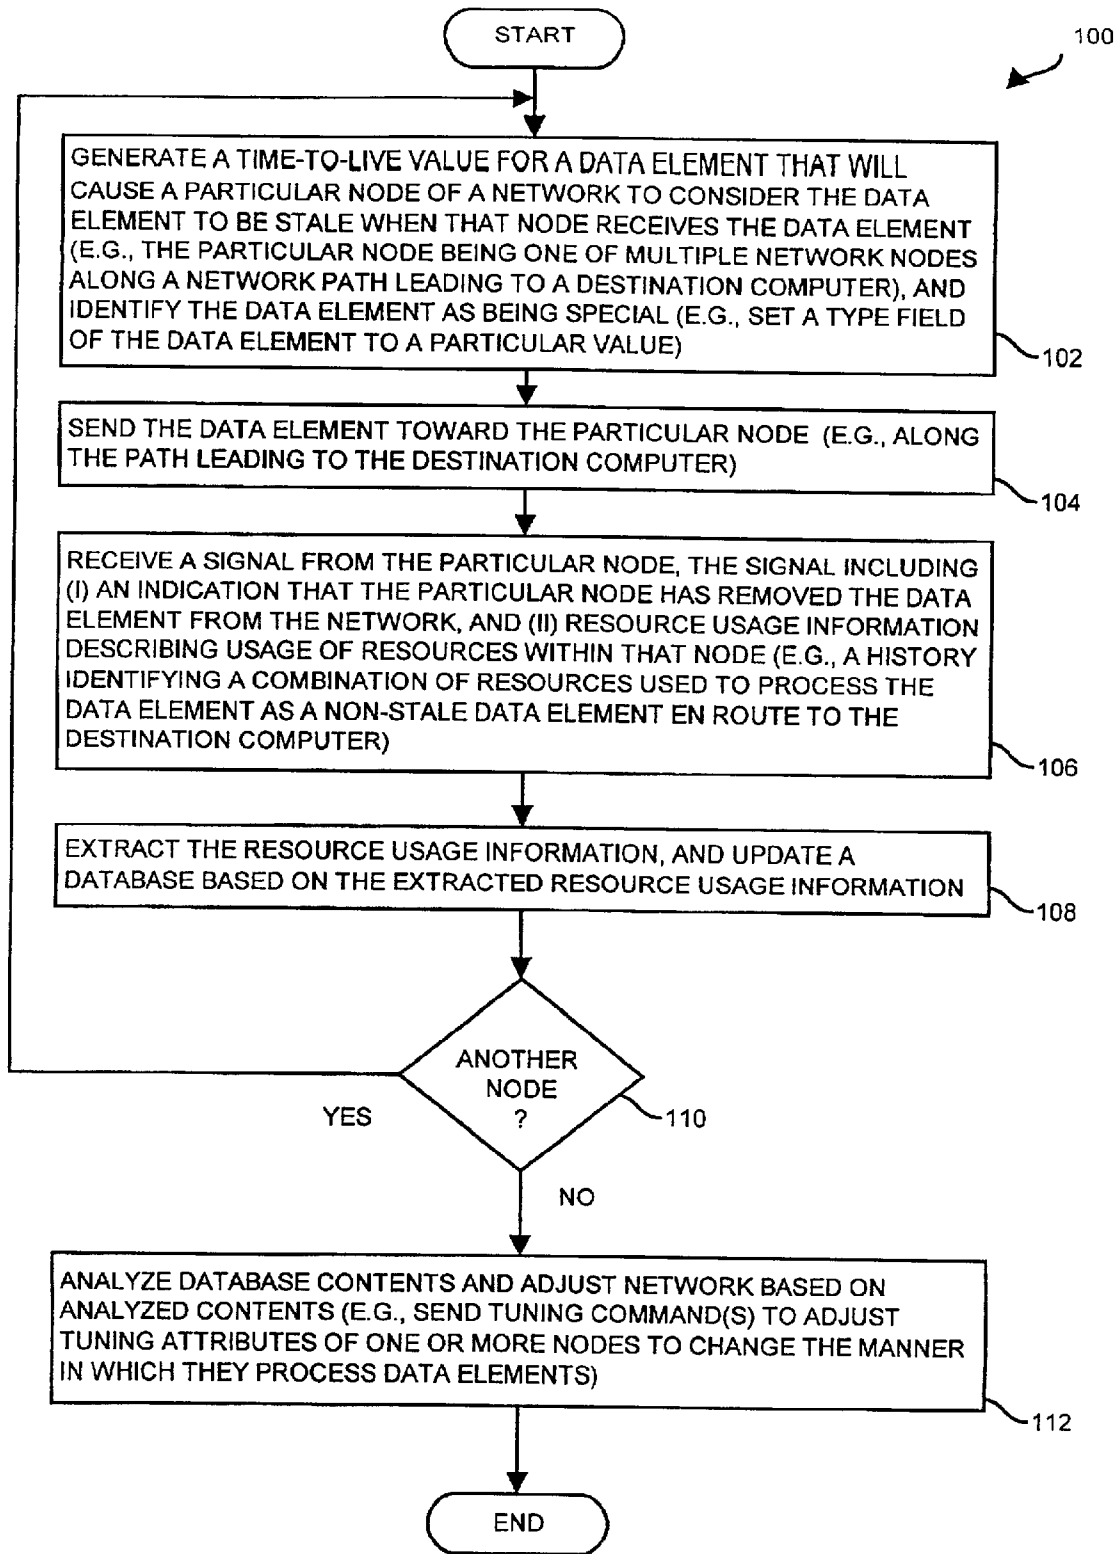 START
100
GENERATE A TIME-TO-LIVE VALUE FOR A DATA ELEMENT THAT WILL
CAUSE A PARTICULAR NODE OF A NETWORK TO CONSIDER THE DATA
ELEMENT TO BE STALE WHEN THAT NODE RECEIVES THE DATA ELEMENT
(E.G., THE PARTICULAR NODE BEING ONE OF MULTIPLE NETWORK NODES
ALONG A NETWORK PATH LEADING TO A DESTINATION COMPUTER), AND
IDENTIFY THE DATA ELEMENT AS BEING SPECIAL (E.G., SET A TYPE FIELD
OF THE DATA ELEMENT TO A PARTICULAR VALUE)
102
SEND THE DATA ELEMENT TOWARD THE PARTICULAR NODE (E.G., ALONG
THE PATH LEADING TO THE DESTINATION COMPUTER)
104
RECEIVE A SIGNAL FROM THE PARTICULAR NODE, THE SIGNAL INCLUDING
(I) AN INDICATION THAT THE PARTICULAR NODE HAS REMOVED THE DATA
ELEMENT FROM THE NETWORK, AND (II) RESOURCE USAGE INFORMATION
DESCRIBING USAGE OF RESOURCES WITHIN THAT NODE (E.G., A HISTORY
IDENTIFYING A COMBINATION OF RESOURCES USED TO PROCESS THE
DATA ELEMENT AS A NON-STALE DATA ELEMENT EN ROUTE TO THE
DESTINATION COMPUTER)
106
EXTRACT THE RESOURCE USAGE INFORMATION, AND UPDATE A
DATABASE BASED ON THE EXTRACTED RESOURCE USAGE INFORMATION
108
ANOTHER
NODE
?
110
YES
NO
ANALYZE DATABASE CONTENTS AND ADJUST NETWORK BASED ON
ANALYZED CONTENTS (E.G., SEND TUNING COMMAND(S) TO ADJUST
TUNING ATTRIBUTES OF ONE OR MORE NODES TO CHANGE THE MANNER
IN WHICH THEY PROCESS DATA ELEMENTS)
112
END